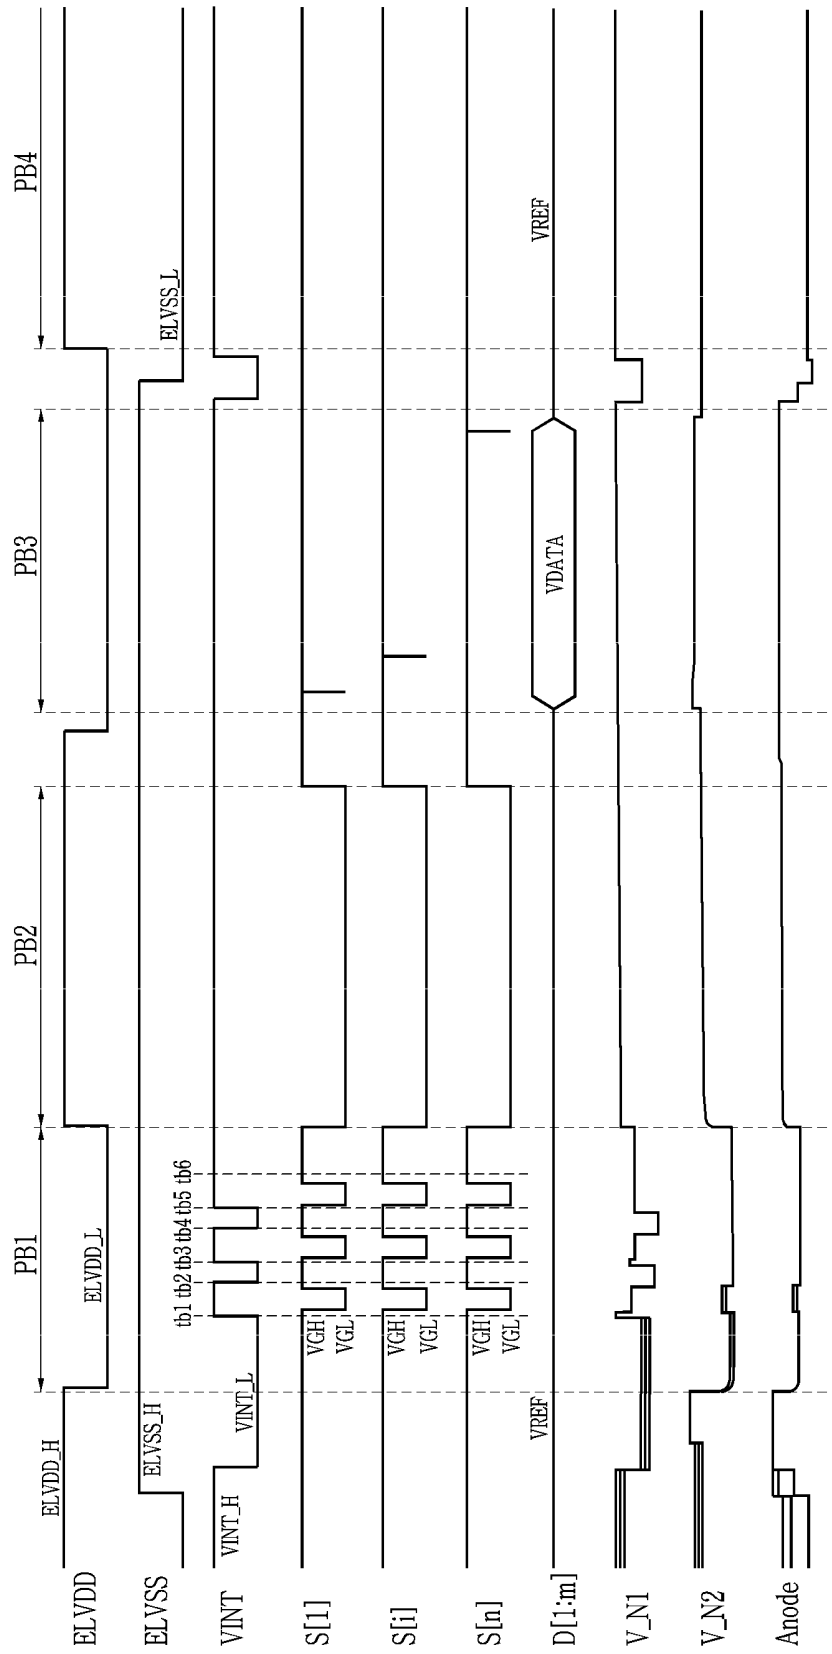 PB1
PB2
PB3
PB4
ELVDD
ELVDD_H
ELVDD_L
ELVSS
ELVSS_H
ELVSS_L
VINT
VINT_H
VINT_L
tb1 tb2 tb3 tb4 tb5 tb6
S[1]
VGH
VGL
S[i]
VGH
VGL
S[n]
VGH
VGL
D[1:m]
VREF
VDATA
VREF
V_N1
V_N2
Anode